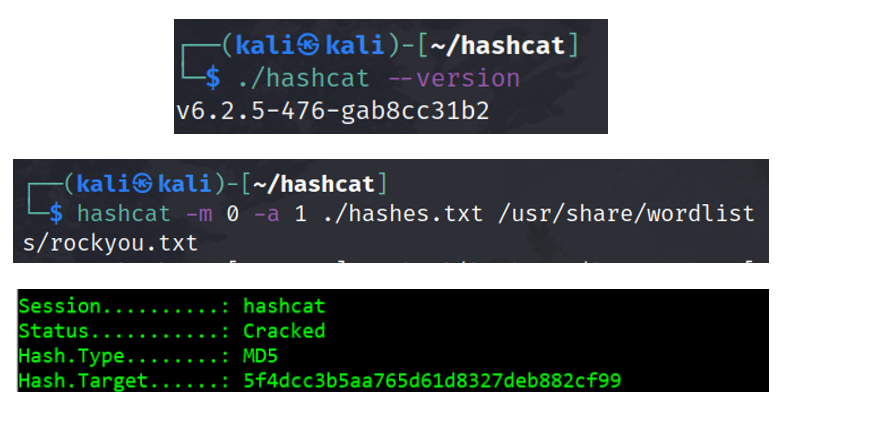 ┌──(kali㉿kali)-[~/hashcat]
└─$ ./hashcat --version
v6.2.5-476-gab8cc31b2
┌──(kali㉿kali)-[~/hashcat]
└─$ hashcat -m 0 -a 1 ./hashes.txt /usr/share/wordlist
s/rockyou.txt
Session..........: hashcat
Status...........: Cracked
Hash.Type........: MD5
Hash.Target......: 5f4dcc3b5aa765d61d8327deb882cf99